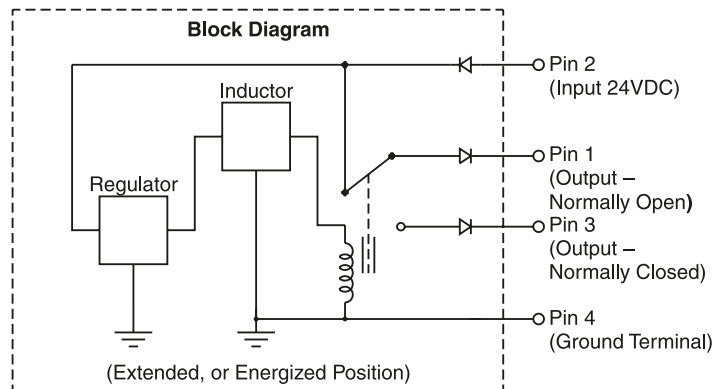 Block Diagram
Pin 2
(Input 24VDC)
Inductor
Pin 1
(Output –
Normally Open)
Regulator
Pin 3
(Output –
Normally Closed)
Pin 4
(Ground Terminal)
(Extended, or Energized Position)